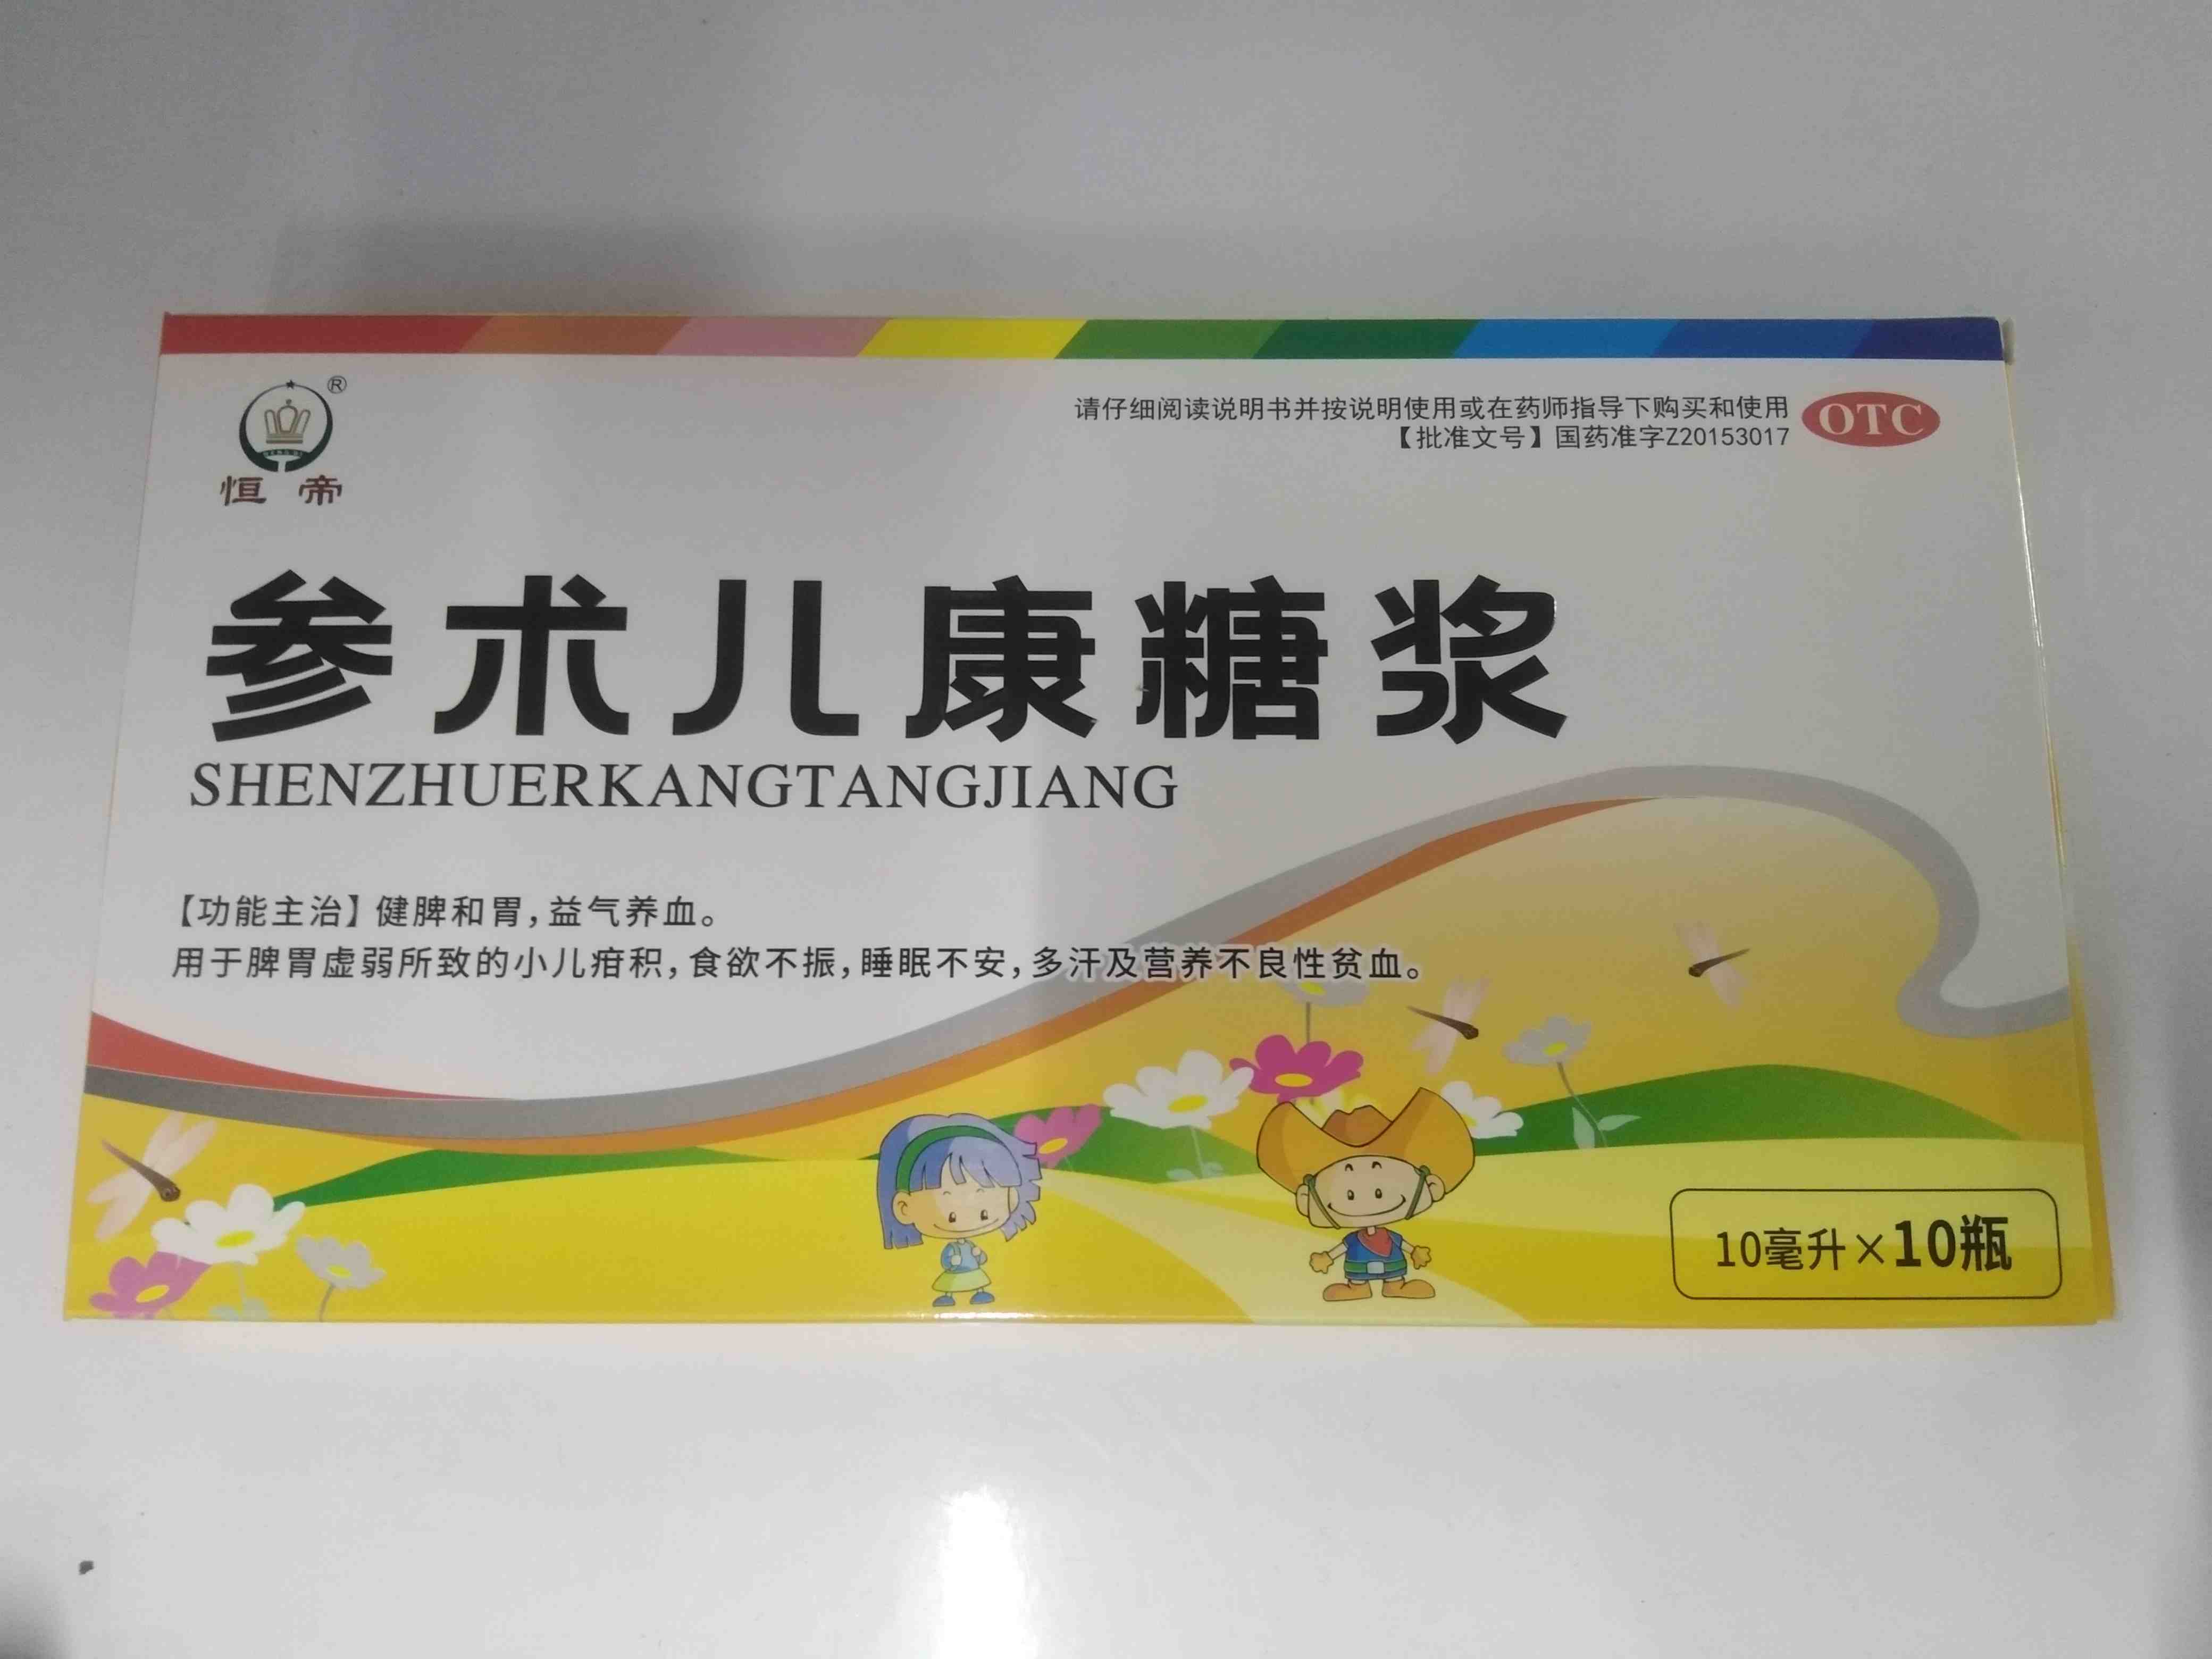 请仔细阅读说明书并按说明使用或在药师指导下购买和使用
【批准文号】国药准字Z20153017
OTC
®
恒帝
参术儿康糖浆
SHENZHUERKANGTANGJIANG
【功能主治】健脾和胃，益气养血。
用于脾胃虚弱所致的小儿疳积，食欲不振，睡眠不安，多汗及营养不良性贫血。
10毫升×10瓶